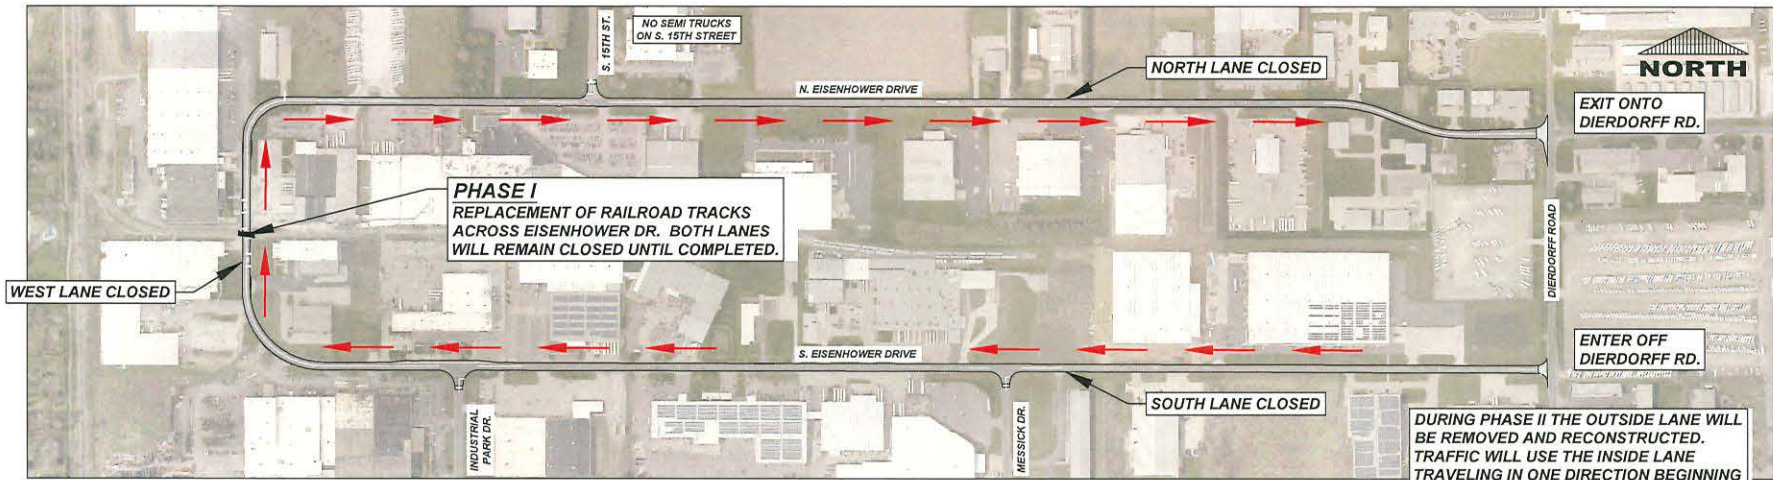 S. 15TH ST.
NO SEMI TRUCKS
ON S. 15TH STREET
NORTH LANE CLOSED
NORTH
N. EISENHOWER DRIVE
EXIT ONTO
DIERDORFF RD.
PHASE I
REPLACEMENT OF RAILROAD TRACKS
ACROSS EISENHOWER DR. BOTH LANES
WILL REMAIN CLOSED UNTIL COMPLETED.
WEST LANE CLOSED
DIERDORFF ROAD
S. EISENHOWER DRIVE
ENTER OFF
DIERDORFF RD.
SOUTH LANE CLOSED
INDUSTRIAL
PARK DR.
MESSICK DR.
DURING PHASE II THE OUTSIDE LANE WILL
BE REMOVED AND RECONSTRUCTED.
TRAFFIC WILL USE THE INSIDE LANE
TRAVELING IN ONE DIRECTION BEGINNING